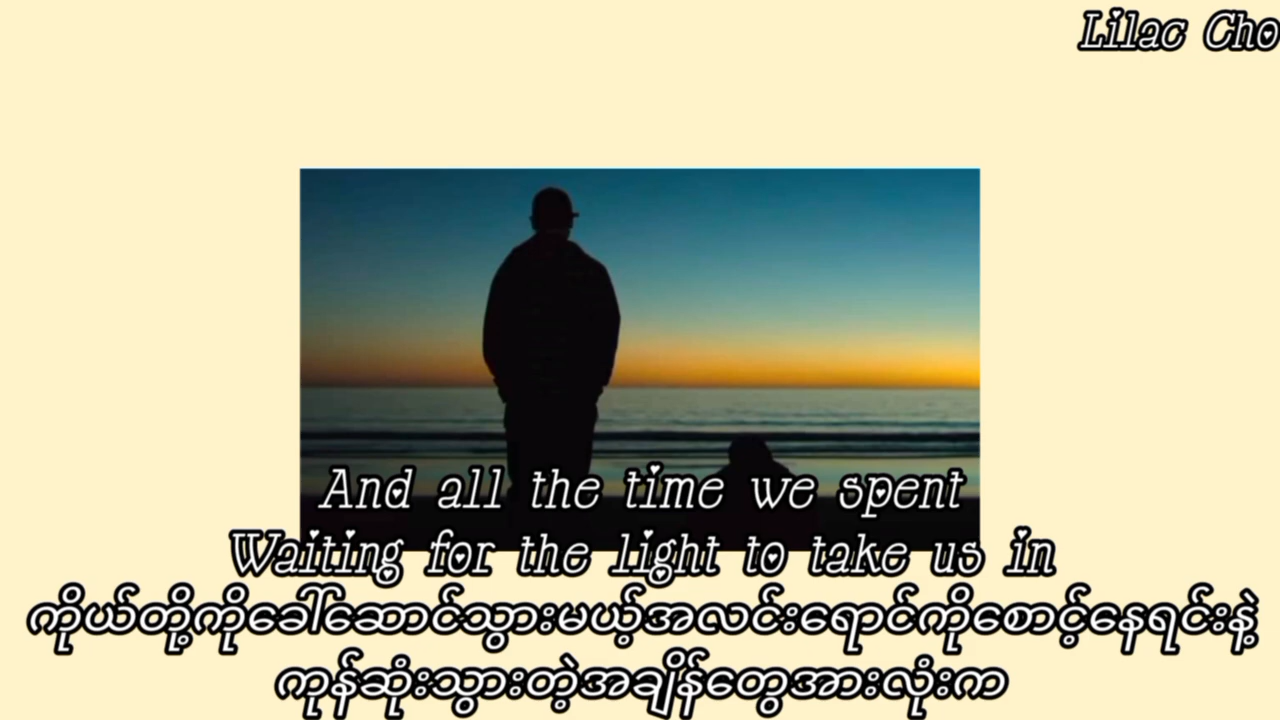 Lilac Cho
And all the time we spent
Waiting for the light to take us in
ကိုယ်တို့ကိုခေါ်ဆောင်သွားမယ့်အလင်းရောင်ကိုစောင့်နေရင်းနဲ့
ကုန်ဆုံးသွားတဲ့အချိန်တွေအားလုံးက